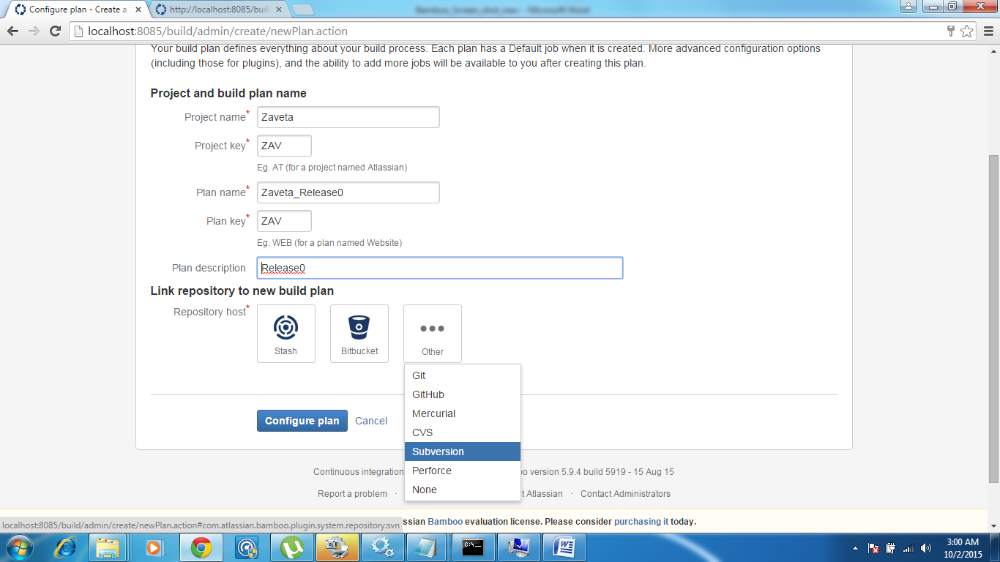 Configure plan - Create a
http://localhost:8085/build
Bamboo_Screen_shot_new - Microsoft Word
localhost:8085/build/admin/create/newPlan.action
Your build plan defines everything about your build process. Each plan has a Default job when it is created. More advanced configuration options
(including those for plugins), and the ability to add more jobs will be available to you after creating this plan.
Project and build plan name
Project name* Zaveta
Project key* ZAV
Eg. AT (for a project named Atlassian)
Plan name* Zaveta_Release0
Plan key* ZAV
Eg. WEB (for a plan named Website)
Plan description Release0
Link repository to new build plan
Repository host*
Stash Bitbucket Other
Git
GitHub
Mercurial
CVS
Subversion
Perforce
None
Configure plan Cancel
Continuous integration oo version 5.9.4 build 5919 - 15 Aug 15
Report a problem · t Atlassian · Contact Administrators
ssian Bamboo evaluation license. Please consider purchasing it today.
localhost:8085/build/admin/create/newPlan.action#com.atlassian.bamboo.plugin.system.repository:svn
C:\
3:00 AM
10/2/2015